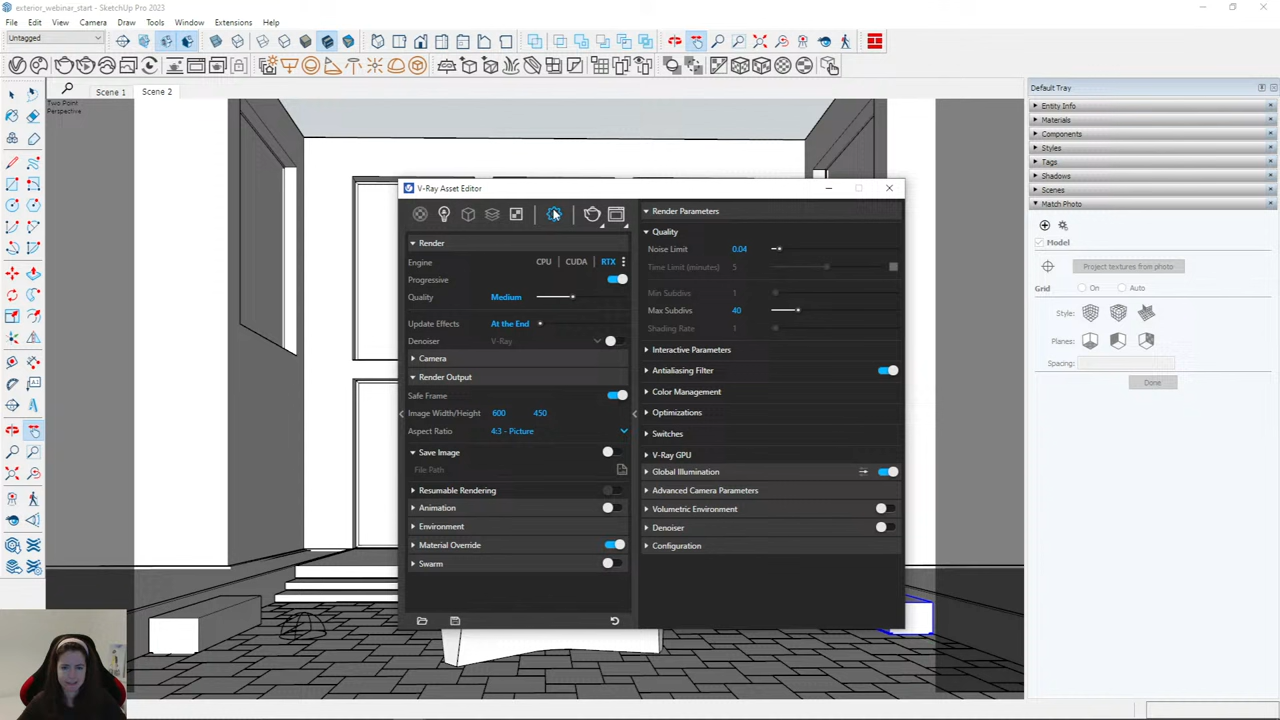 exterior_webinar_start - SketchUp Pro 2023
File Edit View Camera Draw Tools Window Extensions Help
Untagged
Scene 1 Scene 2
Two Point
Perspective
V-Ray Asset Editor
Render
Engine CPU CUDA RTX
Progressive
Quality Medium
Update Effects At the End
Denoiser V-Ray
Camera
Render Output
Safe Frame
Image Width/Height 600 450
Aspect Ratio 4:3 - Picture
Save Image
File Path
Resumable Rendering
Animation
Environment
Material Override
Swarm
Render Parameters
Quality
Noise Limit 0.04
Time Limit (minutes) 5
Min Subdivs 1
Max Subdivs 40
Shading Rate 1
Interactive Parameters
Antialiasing Filter
Color Management
Optimizations
Switches
V-Ray GPU
Global Illumination
Advanced Camera Parameters
Volumetric Environment
Denoiser
Configuration
Default Tray
Entity Info
Materials
Components
Styles
Tags
Shadows
Scenes
Match Photo
Model
Project textures from photo
Grid On Auto
Style:
Planes:
Spacing:
Done